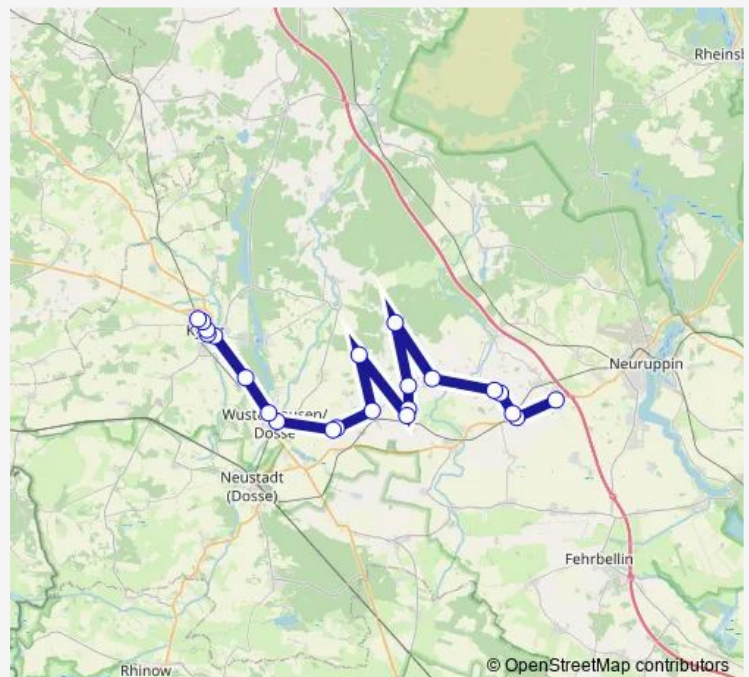 Rheinsb
Neuruppin
Wusterhausen/
Dosse
Neustadt
(Dosse)
Fehrbellin
Rhinow
© OpenStreetMap contributors